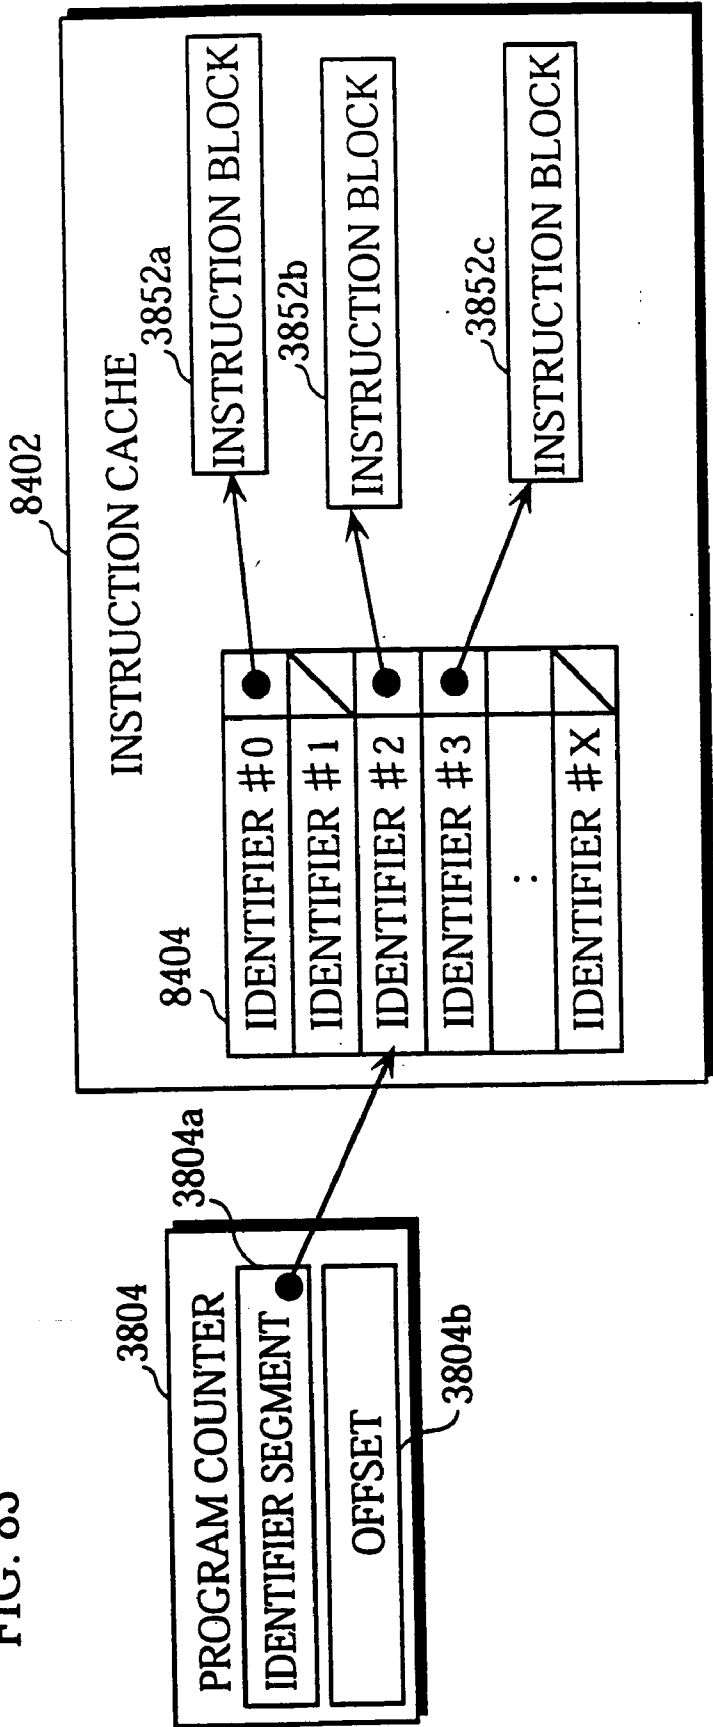 FIG. 85
3804
PROGRAM COUNTER
3804a
IDENTIFIER SEGMENT
OFFSET
3804b
8402
INSTRUCTION CACHE
8404
IDENTIFIER #0
IDENTIFIER #1
IDENTIFIER #2
IDENTIFIER #3
:
IDENTIFIER #X
3852a
INSTRUCTION BLOCK
3852b
INSTRUCTION BLOCK
3852c
INSTRUCTION BLOCK